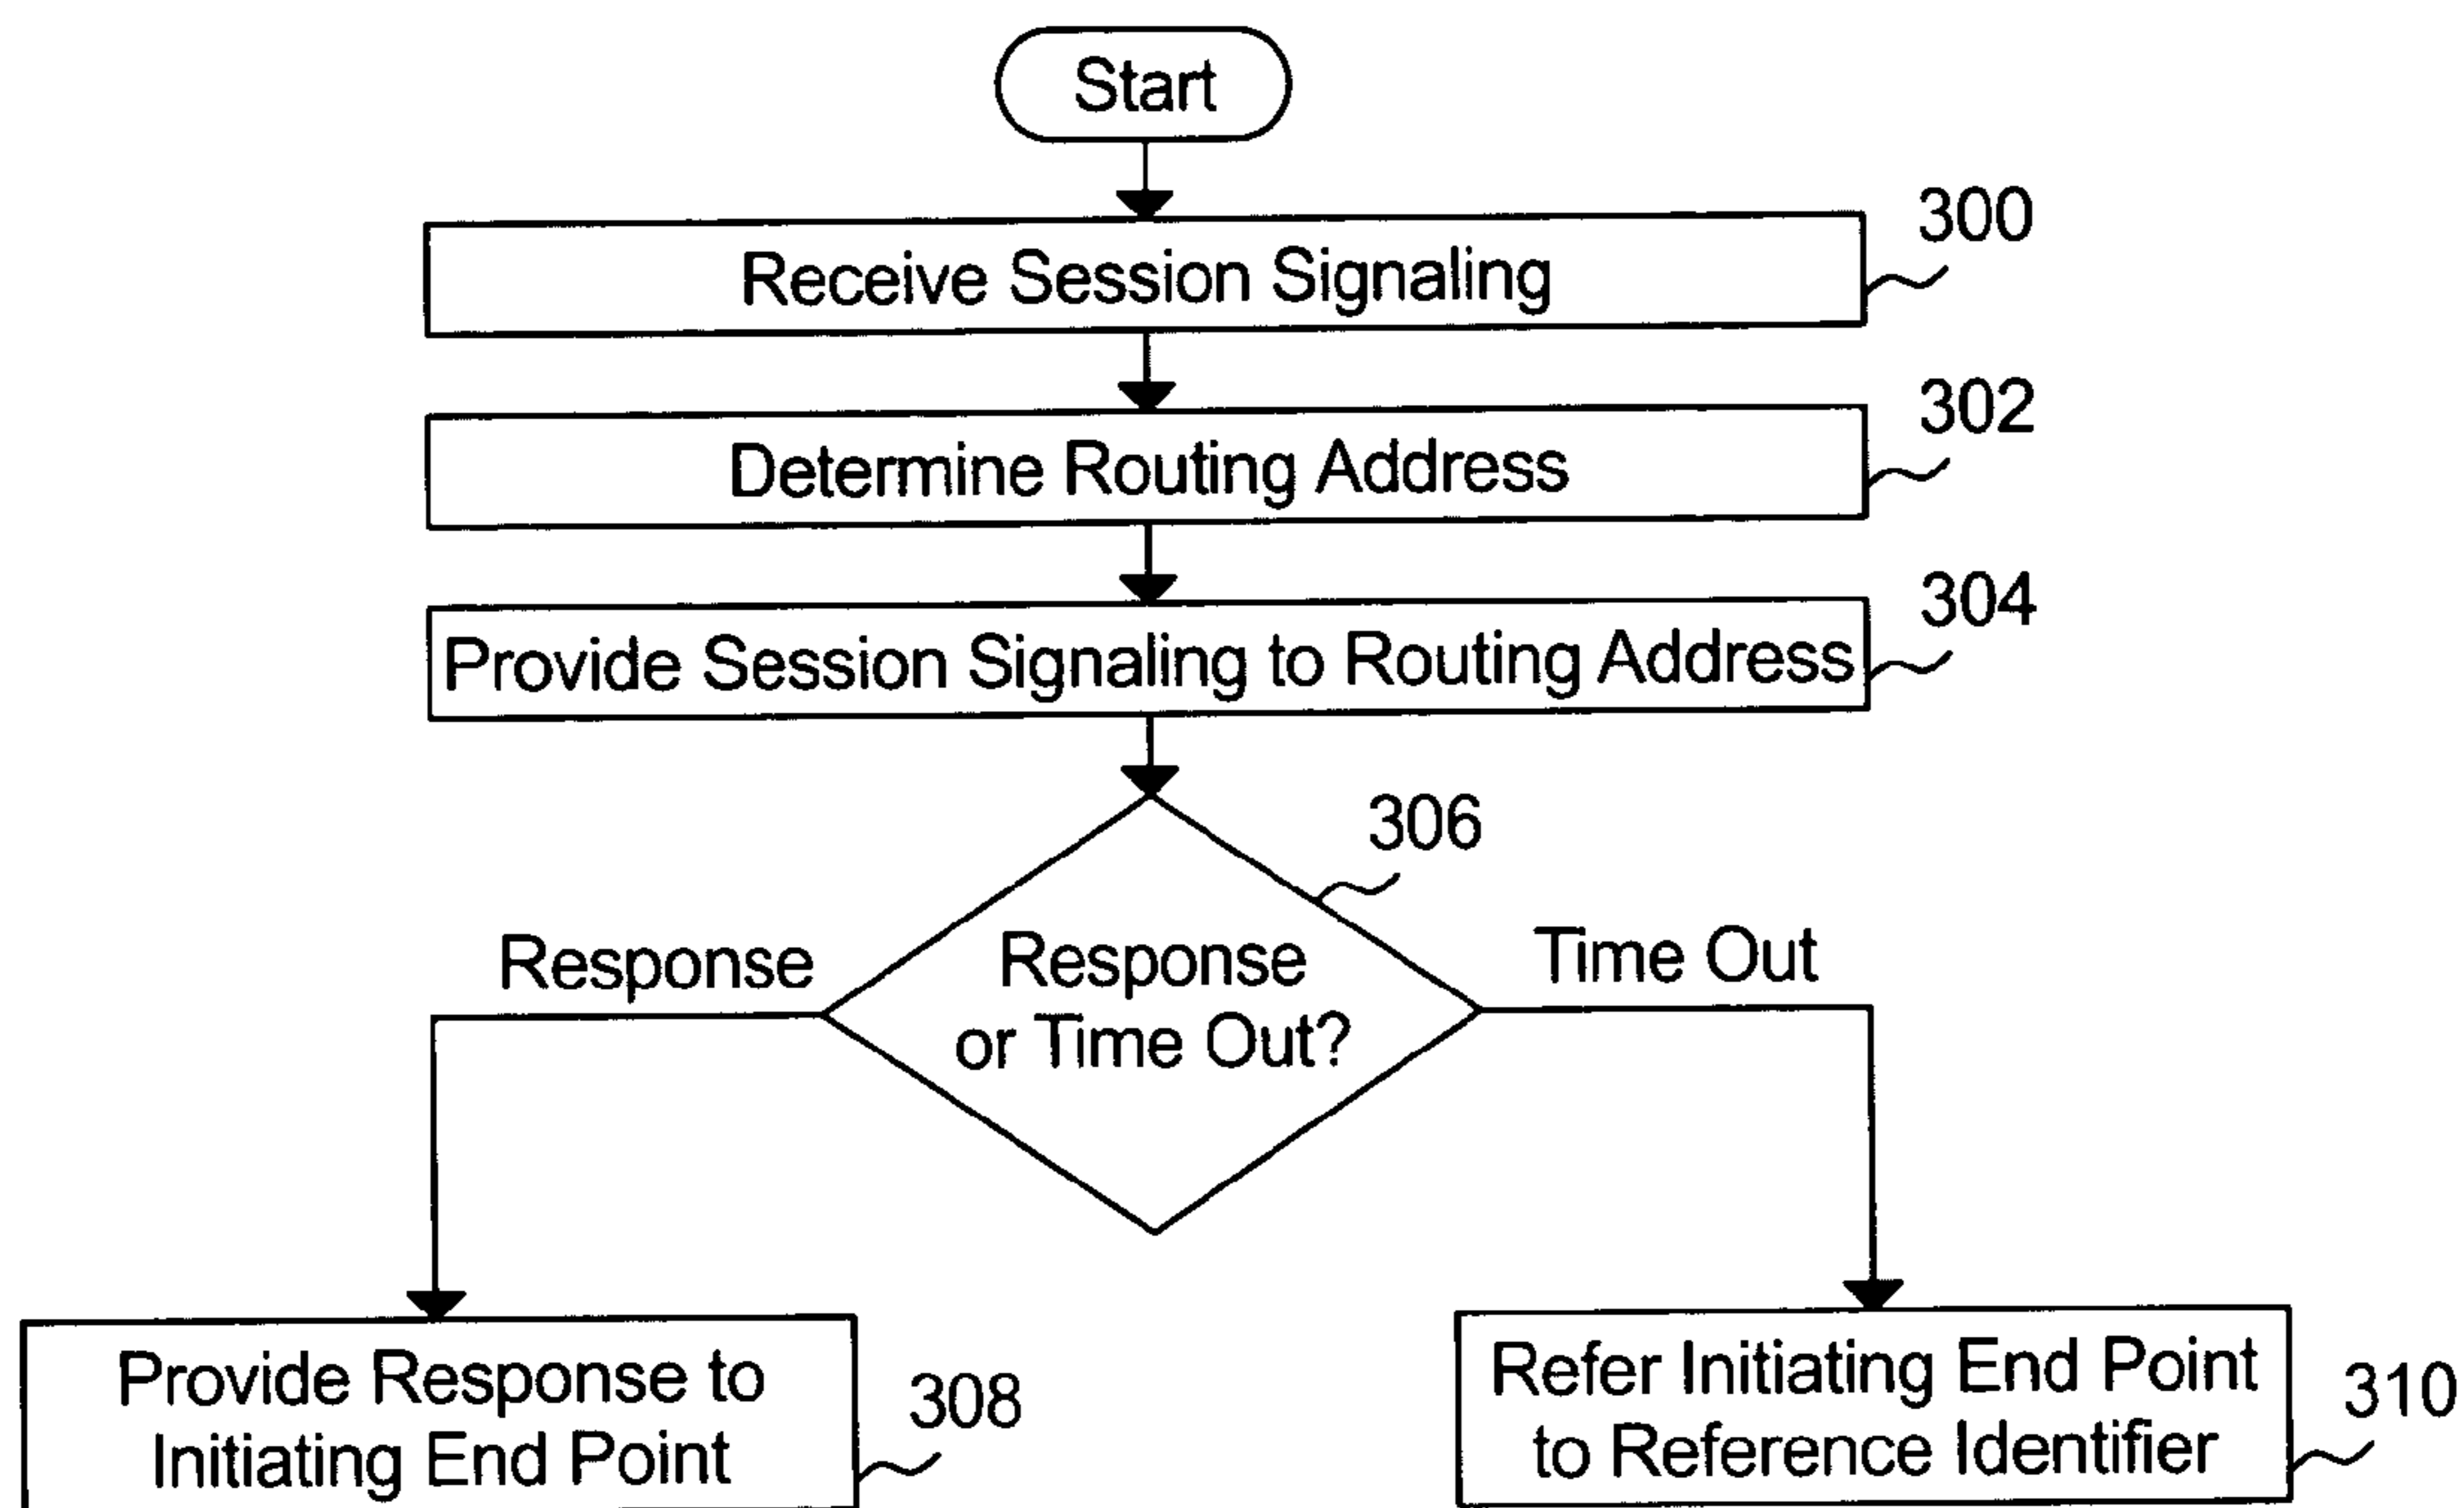 Start
300
Receive Session Signaling
302
Determine Routing Address
304
Provide Session Signaling to Routing Address
306
Response
Response
or Time Out?
Time Out
Provide Response to
Initiating End Point
308
Refer Initiating End Point
to Reference Identifier
310